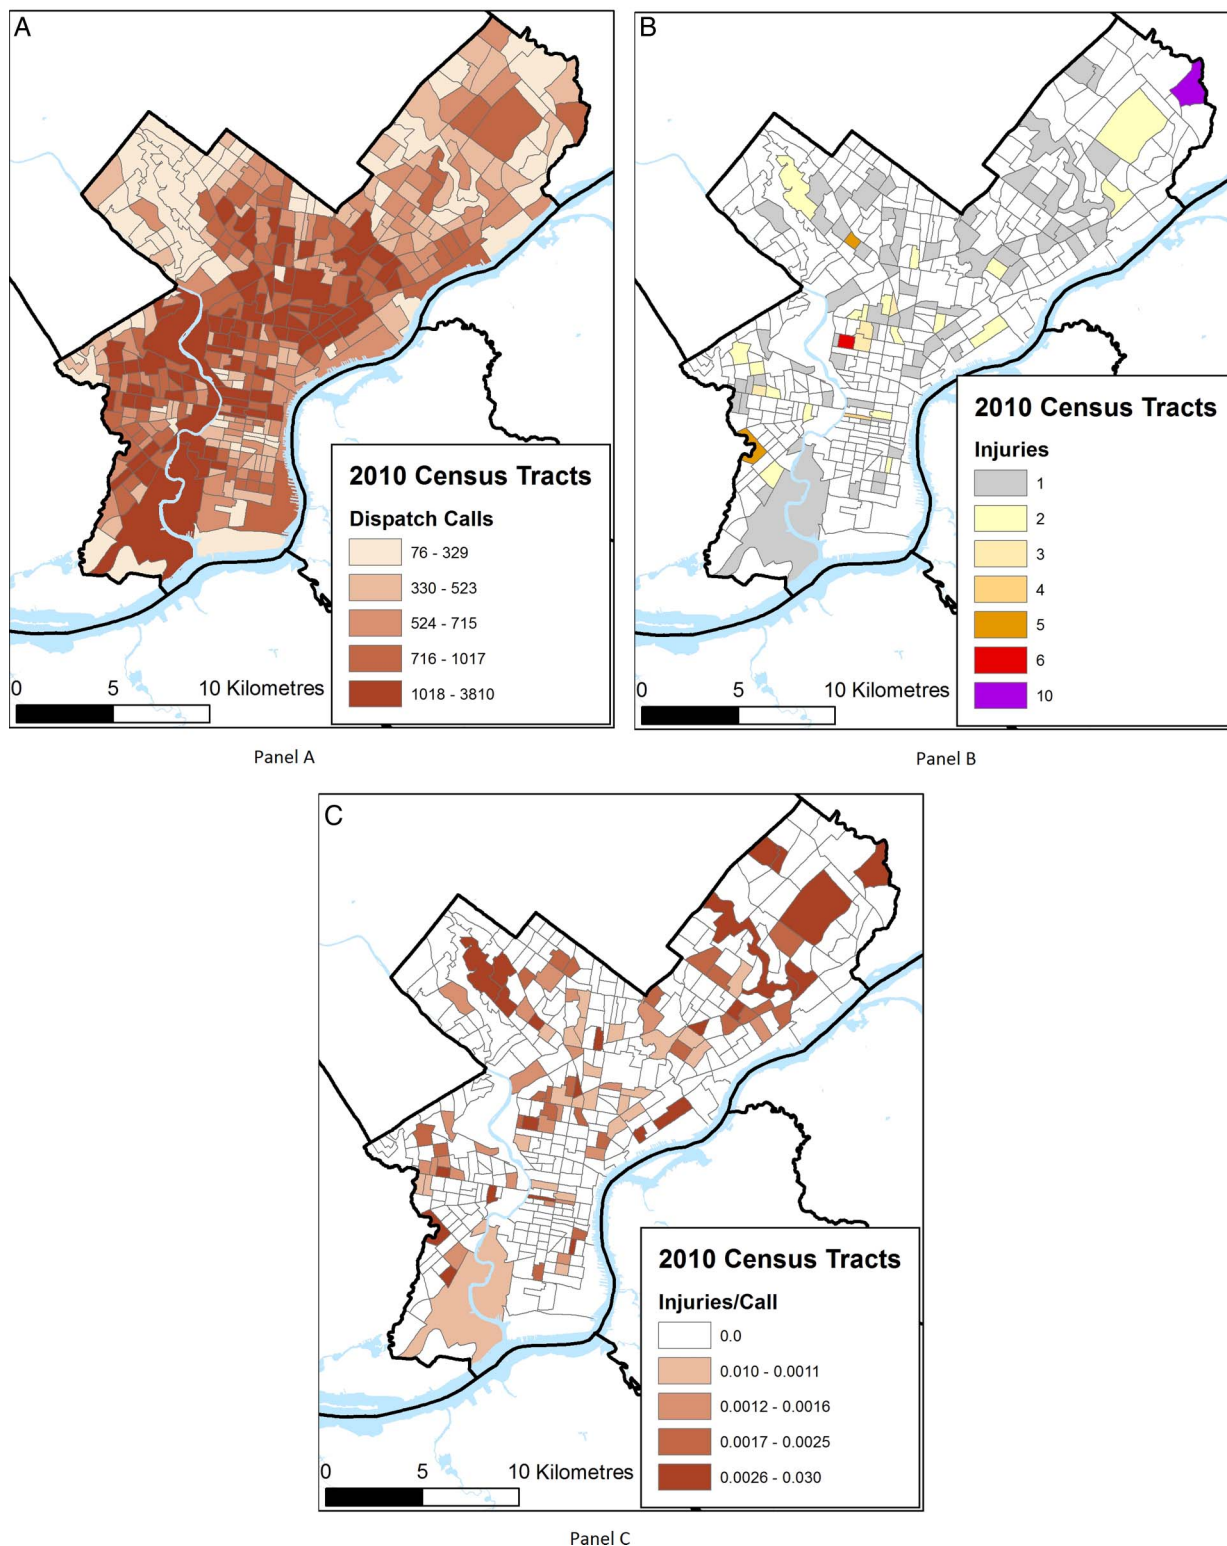 A
2010 Census Tracts
Dispatch Calls
76 - 329
330 - 523
524 - 715
716 - 1017
1018 - 3810
0 5 10 Kilometres
Panel A
B
2010 Census Tracts
Injuries
1
2
3
4
5
6
10
0 5 10 Kilometres
Panel B
C
2010 Census Tracts
Injuries/Call
0.0
0.010 - 0.0011
0.0012 - 0.0016
0.0017 - 0.0025
0.0026 - 0.030
0 5 10 Kilometres
Panel C